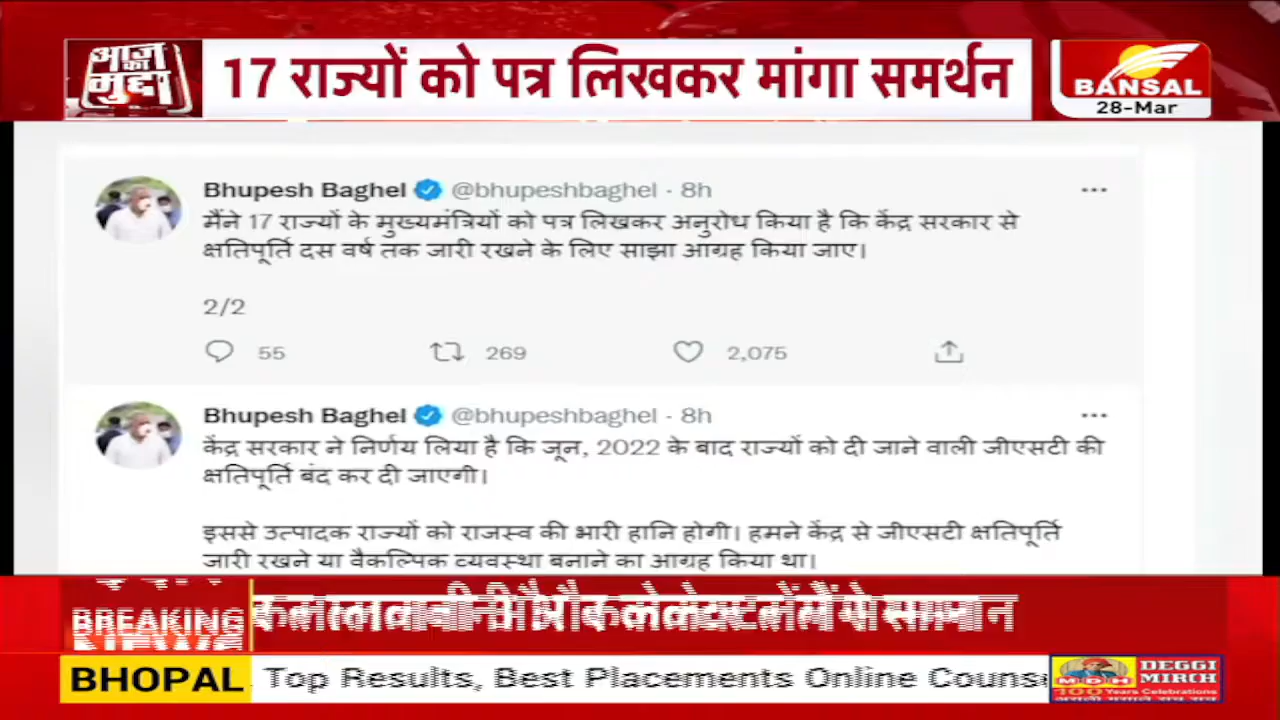 आज का मुद्दा
17 राज्यों को पत्र लिखकर मांगा समर्थन
BANSAL
28-Mar
Bhupesh Baghel @bhupeshbaghel · 8h
मैंने 17 राज्यों के मुख्यमंत्रियों को पत्र लिखकर अनुरोध किया है कि केंद्र सरकार से
क्षतिपूर्ति दस वर्ष तक जारी रखने के लिए साझा आग्रह किया जाए।
2/2
55 269 2,075
Bhupesh Baghel @bhupeshbaghel · 8h
केंद्र सरकार ने निर्णय लिया है कि जून, 2022 के बाद राज्यों को दी जाने वाली जीएसटी की
क्षतिपूर्ति बंद कर दी जाएगी।
इससे उत्पादक राज्यों को राजस्व की भारी हानि होगी। हमने केंद्र से जीएसटी क्षतिपूर्ति
जारी रखने या वैकल्पिक व्यवस्था बनाने का आग्रह किया था।
BREAKING
NEWS
BHOPAL Top Results, Best Placements Online Couns
MDH DEGGI
MIRCH
100 Years Celebrations